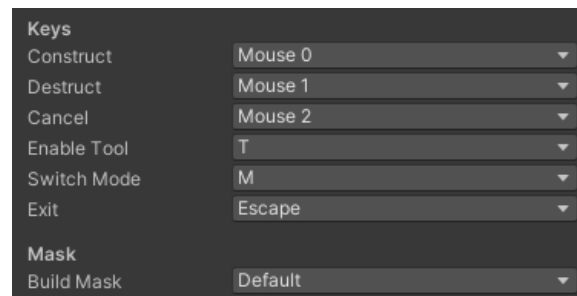 Keys
Construct Mouse 0
Destruct Mouse 1
Cancel Mouse 2
Enable Tool T
Switch Mode M
Exit Escape
Mask
Build Mask Default